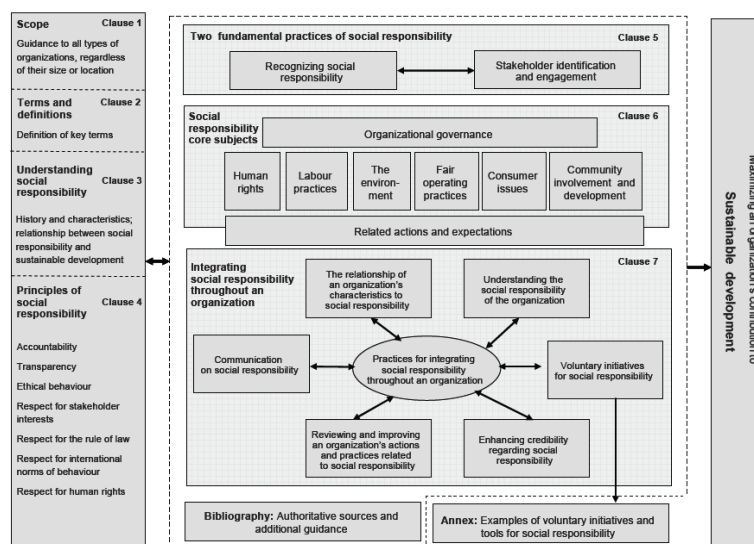 Scope Clause 1
Guidance to all types of
organizations, regardless
of their size or location
Terms and Clause 2
definitions
Definition of key terms
Understanding
social Clause 3
responsibility
History and characteristics;
relationship between social
responsibility and
sustainable development
Principles of
social Clause 4
responsibility
Accountability
Transparency
Ethical behaviour
Respect for stakeholder
interests
Respect for the rule of law
Respect for international
norms of behaviour
Respect for human rights
Two fundamental practices of social responsibility Clause 5
Recognizing social
responsibility
Stakeholder identification
and engagement
Social Clause 6
responsibility
core subjects
Organizational governance
Human
rights
Labour
practices
The
environ-
ment
Fair
operating
practices
Consumer
issues
Community
involvement and
development
Related actions and expectations
Integrating Clause 7
social responsibility
throughout an
organization
The relationship of
an organization's
characteristics to
social responsibility
Understanding the
social responsibility
of the organization
Communication
on social responsibility
Practices for integrating
social responsibility
throughout an organization
Voluntary initiatives
for social responsibility
Reviewing and improving
an organization's actions
and practices related
to social responsibility
Enhancing credibility
regarding social
responsibility
Bibliography: Authoritative sources and
additional guidance
Annex: Examples of voluntary initiatives and
tools for social responsibility
Maximizing an organization's contribution to
Sustainable development